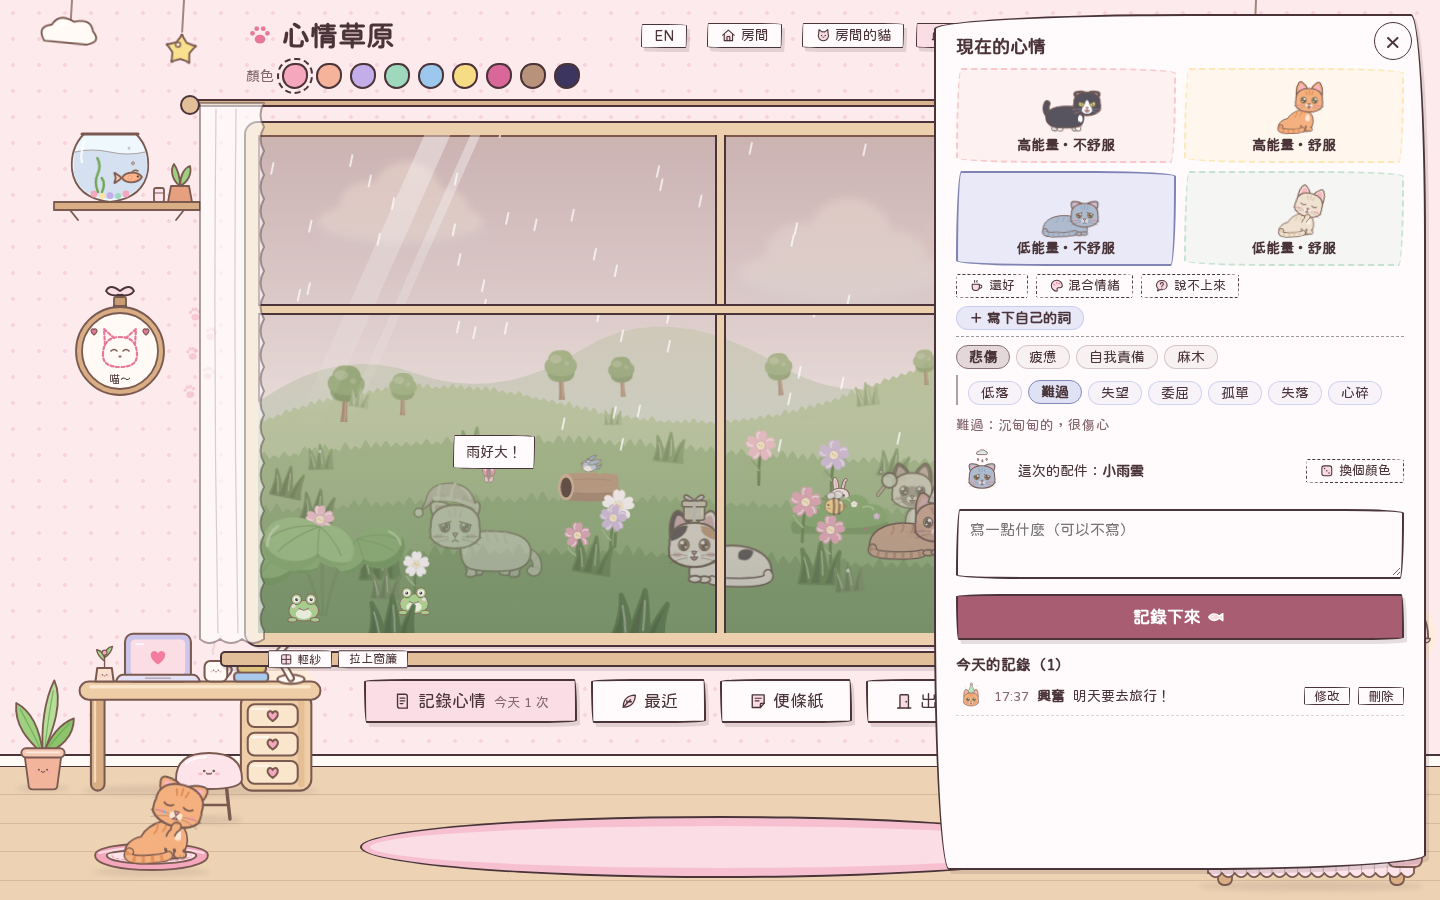 心情草原
EN
房間
房間的貓
顏色
喵～
雨好大！
輕紗
拉上窗簾
記錄心情 今天 1 次
最近
便條紙
出
現在的心情
高能量・不舒服
高能量・舒服
低能量・不舒服
低能量・舒服
還好
混合情緒
說不上來
＋ 寫下自己的詞
悲傷
疲憊
自我責備
麻木
低落
難過
失望
委屈
孤單
失落
心碎
難過：沉甸甸的，很傷心
這次的配件：小雨雲
換個顏色
寫一點什麼（可以不寫）
記錄下來
今天的記錄（1）
17:37 興奮 明天要去旅行！
修改
刪除